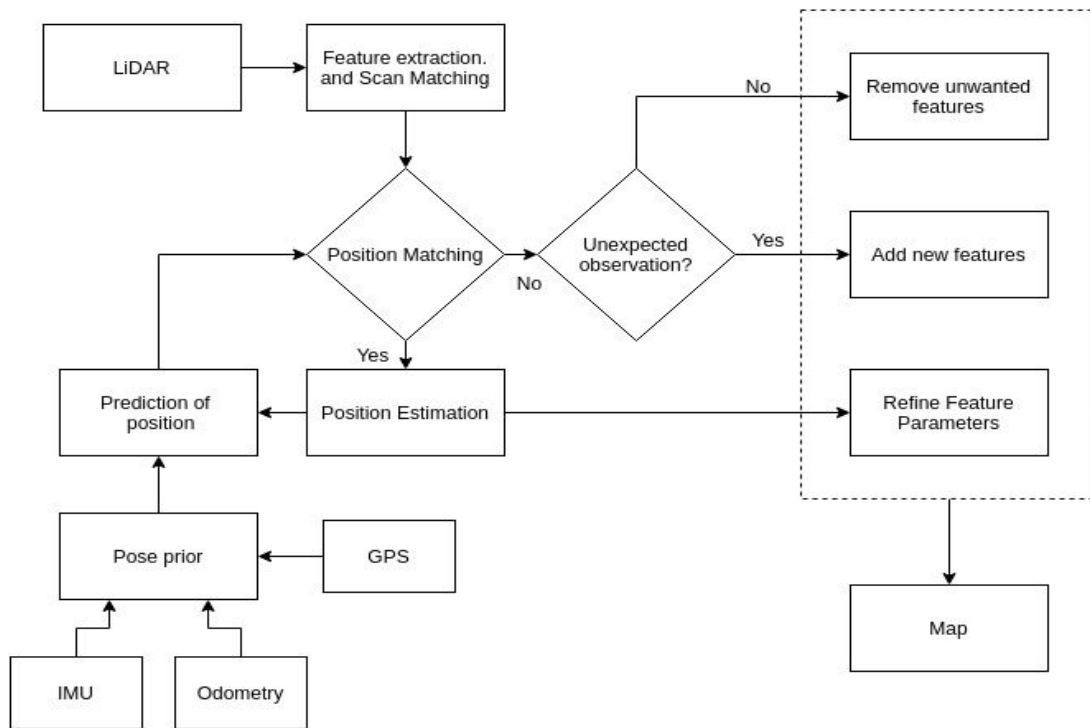 LiDAR
Feature extraction.
and Scan Matching
No
Remove unwanted
features
Position Matching
No
Unexpected
observation?
Yes
Add new features
Yes
Prediction of
position
Position Estimation
Refine Feature
Parameters
Pose prior
GPS
Map
IMU
Odometry